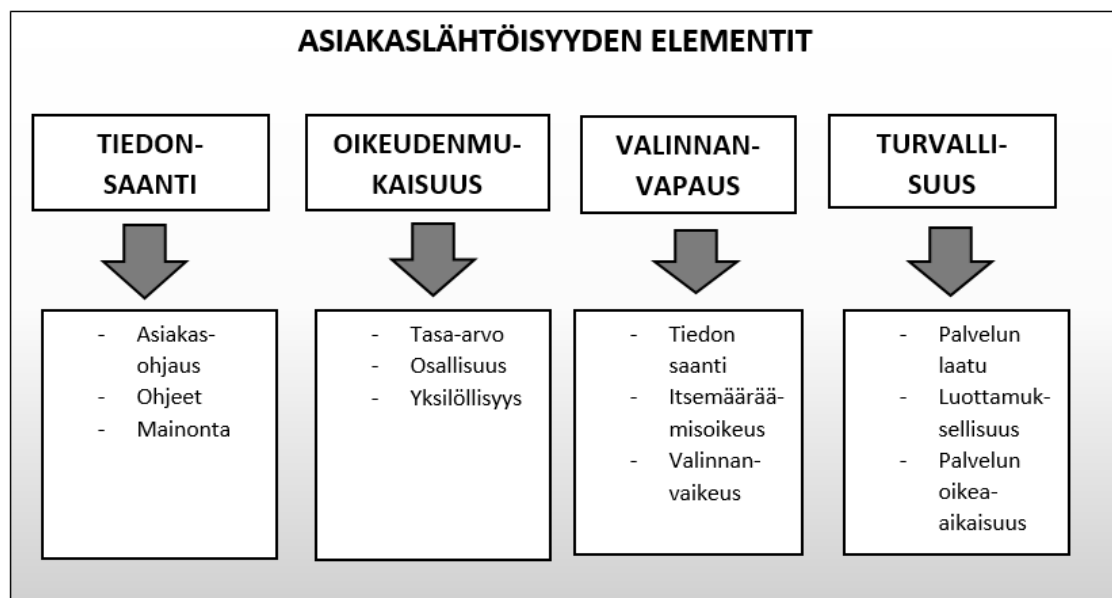 ASIAKASLÄHTÖISYYDEN ELEMENTIT
TIEDON-
SAANTI
OIKEUDENMU-
KAISUUS
VALINNAN-
VAPAUS
TURVALLI-
SUUS
- Asiakas-
ohjaus
- Ohjeet
- Mainonta
- Tasa-arvo
- Osallisuus
- Yksilöllisyys
- Tiedon
saanti
- Itsemäärää-
misoikeus
- Valinnan-
vaikeus
- Palvelun
laatu
- Luottamuk-
sellisuus
- Palvelun
oikea-
aikaisuus